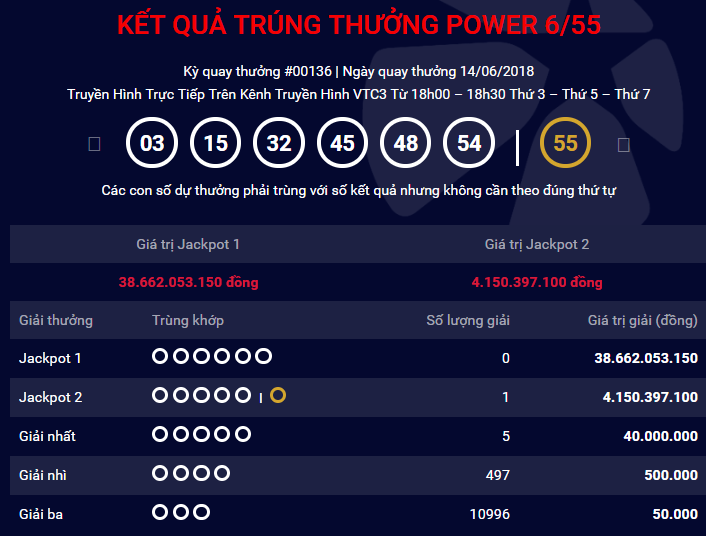 KẾT QUẢ TRÚNG THƯỞNG POWER 6/55
Kỳ quay thưởng #00136 | Ngày quay thưởng 14/06/2018
Truyền Hình Trực Tiếp Trên Kênh Truyền Hình VTC3 Từ 18h00 – 18h30 Thứ 3 – Thứ 5 – Thứ 7
03 15 32 45 48 54 | 55
Các con số dự thưởng phải trùng với số kết quả nhưng không cần theo đúng thứ tự
Giá trị Jackpot 1 Giá trị Jackpot 2
38.662.053.150 đồng 4.150.397.100 đồng
Giải thưởng Trùng khớp Số lượng giải Giá trị giải (đồng)
Jackpot 1 0 38.662.053.150
Jackpot 2 | 1 4.150.397.100
Giải nhất 5 40.000.000
Giải nhì 497 500.000
Giải ba 10996 50.000